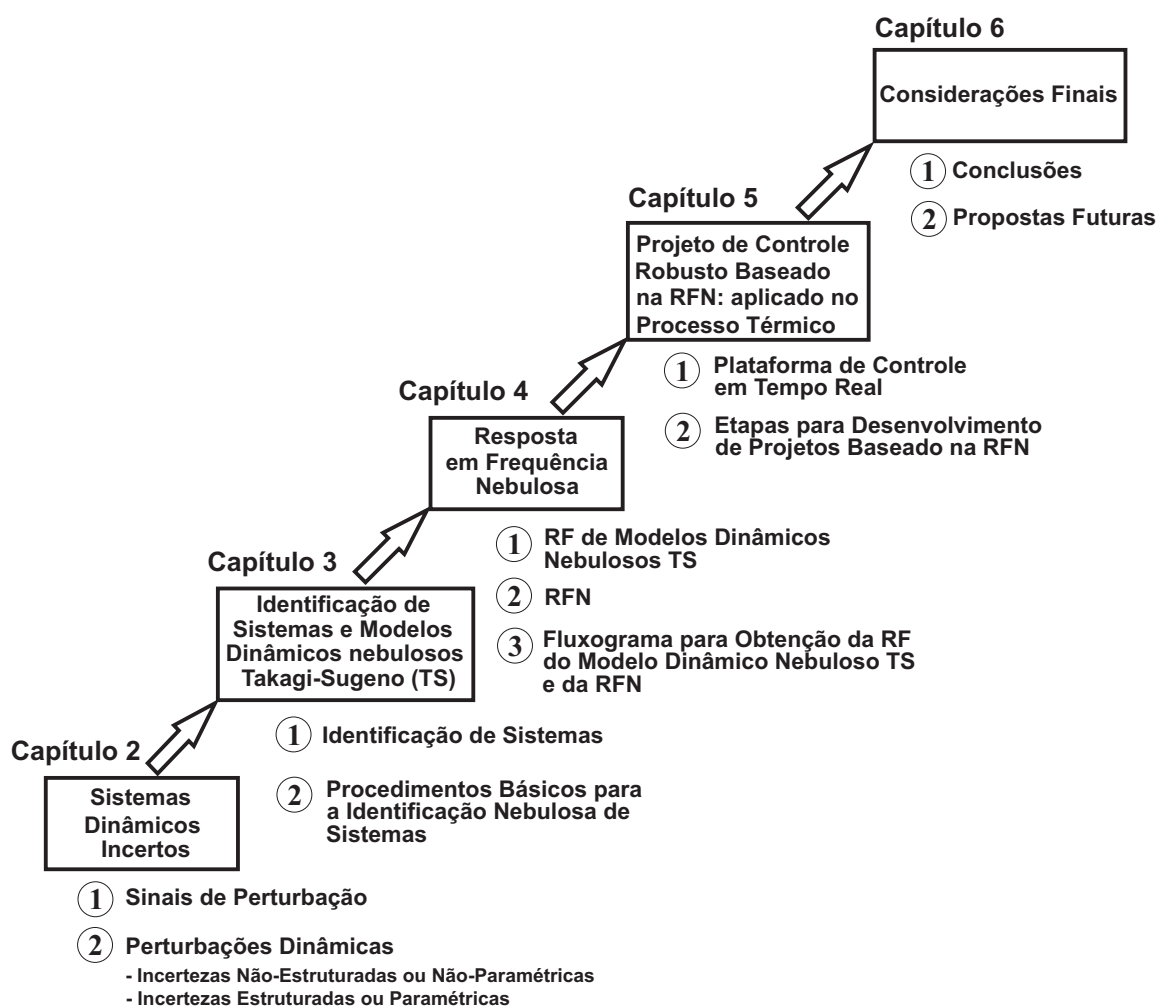 Capítulo 6
Considerações Finais
1 Conclusões
2 Propostas Futuras
Capítulo 5
Projeto de Controle
Robusto Baseado
na RFN: aplicado no
Processo Térmico
1 Plataforma de Controle
em Tempo Real
2 Etapas para Desenvolvimento
de Projetos Baseado na RFN
Capítulo 4
Resposta
em Frequência
Nebulosa
1 RF de Modelos Dinâmicos
Nebulosos TS
2 RFN
3 Fluxograma para Obtenção da RF
do Modelo Dinâmico Nebuloso TS
e da RFN
Capítulo 3
Identificação de
Sistemas e Modelos
Dinâmicos nebulosos
Takagi-Sugeno (TS)
1 Identificação de Sistemas
2 Procedimentos Básicos para
a Identificação Nebulosa de
Sistemas
Capítulo 2
Sistemas
Dinâmicos
Incertos
1 Sinais de Perturbação
2 Perturbações Dinâmicas
- Incertezas Não-Estruturadas ou Não-Paramétricas
- Incertezas Estruturadas ou Paramétricas